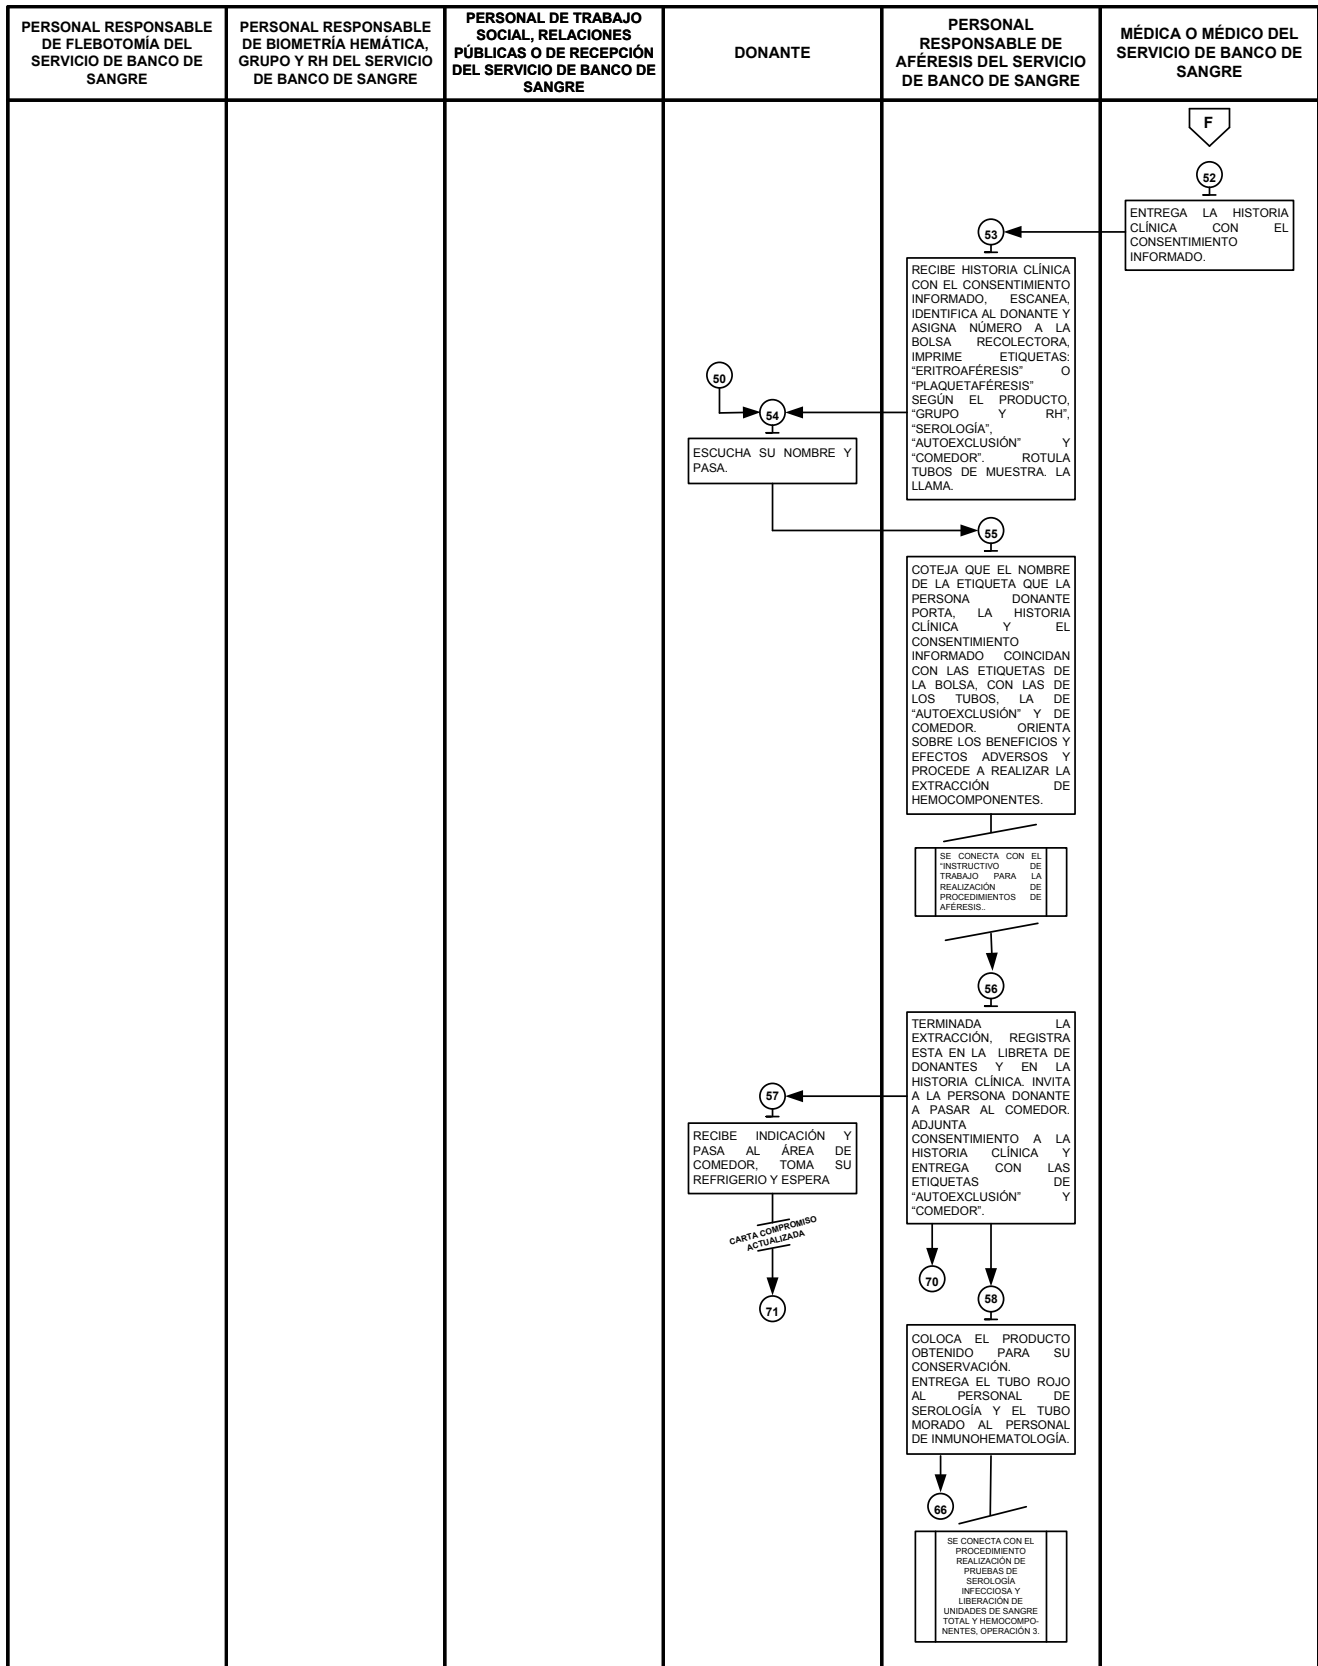 PERSONAL RESPONSABLE
DE FLEBOTOMÍA DEL
SERVICIO DE BANCO DE
SANGRE
PERSONAL RESPONSABLE
DE BIOMETRÍA HEMÁTICA,
GRUPO Y RH DEL SERVICIO
DE BANCO DE SANGRE
PERSONAL DE TRABAJO
SOCIAL, RELACIONES
PÚBLICAS O DE RECEPCIÓN
DEL SERVICIO DE BANCO DE
SANGRE
DONANTE
PERSONAL
RESPONSABLE DE
AFÉRESIS DEL SERVICIO
DE BANCO DE SANGRE
MÉDICA O MÉDICO DEL
SERVICIO DE BANCO DE
SANGRE
F
52
ENTREGA LA HISTORIA
CLÍNICA CON EL
CONSENTIMIENTO
INFORMADO.
53
RECIBE HISTORIA CLÍNICA
CON EL CONSENTIMIENTO
INFORMADO, ESCANEA,
IDENTIFICA AL DONANTE Y
ASIGNA NÚMERO A LA
BOLSA RECOLECTORA,
IMPRIME ETIQUETAS:
“ERITROAFÉRESIS” O
“PLAQUETAFÉRESIS”
SEGÚN EL PRODUCTO,
“GRUPO Y RH”,
“SEROLOGÍA”,
“AUTOEXCLUSIÓN” Y
“COMEDOR”. ROTULA
TUBOS DE MUESTRA. LA
LLAMA.
50
54
ESCUCHA SU NOMBRE Y
PASA.
55
COTEJA QUE EL NOMBRE
DE LA ETIQUETA QUE LA
PERSONA DONANTE
PORTA, LA HISTORIA
CLÍNICA Y EL
CONSENTIMIENTO
INFORMADO COINCIDAN
CON LAS ETIQUETAS DE
LA BOLSA, CON LAS DE
LOS TUBOS, LA DE
“AUTOEXCLUSIÓN” Y DE
COMEDOR. ORIENTA
SOBRE LOS BENEFICIOS Y
EFECTOS ADVERSOS Y
PROCEDE A REALIZAR LA
EXTRACCIÓN DE
HEMOCOMPONENTES.
SE CONECTA CON EL
“INSTRUCTIVO DE
TRABAJO PARA LA
REALIZACIÓN DE
PROCEDIMIENTOS DE
AFÉRESIS..
56
TERMINADA LA
EXTRACCIÓN, REGISTRA
ESTA EN LA LIBRETA DE
DONANTES Y EN LA
HISTORIA CLÍNICA. INVITA
A LA PERSONA DONANTE
A PASAR AL COMEDOR.
ADJUNTA
CONSENTIMIENTO A LA
HISTORIA CLÍNICA Y
ENTREGA CON LAS
ETIQUETAS DE
“AUTOEXCLUSIÓN” Y
“COMEDOR”.
57
RECIBE INDICACIÓN Y
PASA AL ÁREA DE
COMEDOR, TOMA SU
REFRIGERIO Y ESPERA
CARTA COMPROMISO
ACTUALIZADA
71
70
58
COLOCA EL PRODUCTO
OBTENIDO PARA SU
CONSERVACIÓN.
ENTREGA EL TUBO ROJO
AL PERSONAL DE
SEROLOGÍA Y EL TUBO
MORADO AL PERSONAL
DE INMUNOHEMATOLOGÍA.
66
SE CONECTA CON EL
PROCEDIMIENTO
REALIZACIÓN DE
PRUEBAS DE
SEROLOGÍA
INFECCIOSA Y
LIBERACIÓN DE
UNIDADES DE SANGRE
TOTAL Y HEMOCOMPO-
NENTES, OPERACIÓN 3.